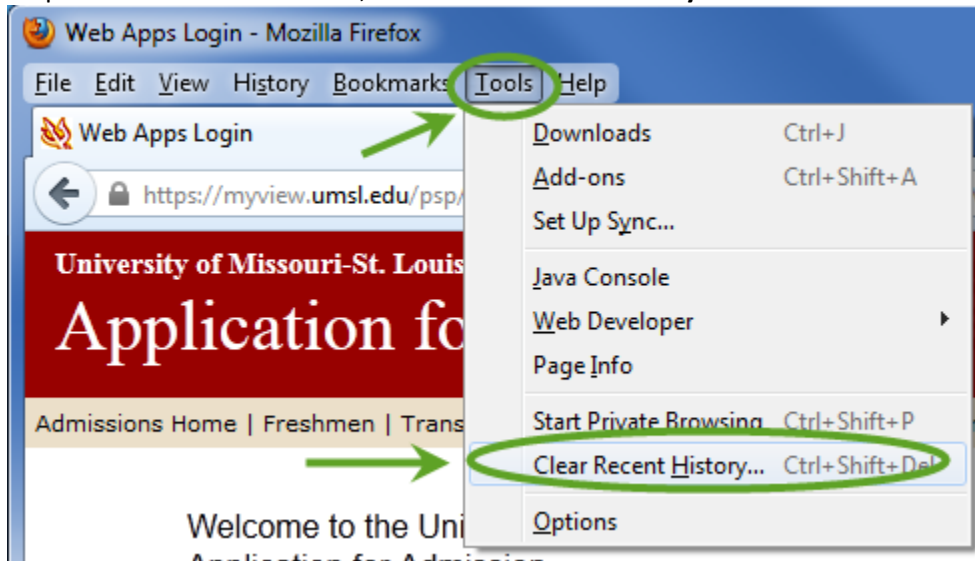 Web Apps Login - Mozilla Firefox
File Edit View History Bookmarks Tools Help
Web Apps Login
https://myview.umsl.edu/psp/
Downloads Ctrl+J
Add-ons Ctrl+Shift+A
Set Up Sync...
Java Console
Web Developer
Page Info
Start Private Browsing Ctrl+Shift+P
Clear Recent History... Ctrl+Shift+Del
Options
University of Missouri-St. Louis
Application fo
Admissions Home | Freshmen | Trans
Welcome to the Uni
Application for Admission